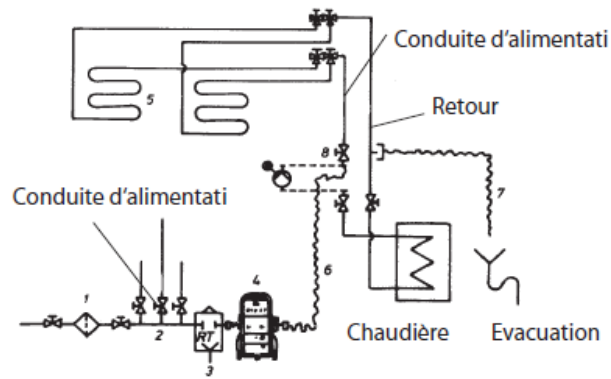 Conduite d'alimentati
Retour
5
8
7
Conduite d'alimentati
6
4
1
2
RT
3
Chaudière
Evacuation